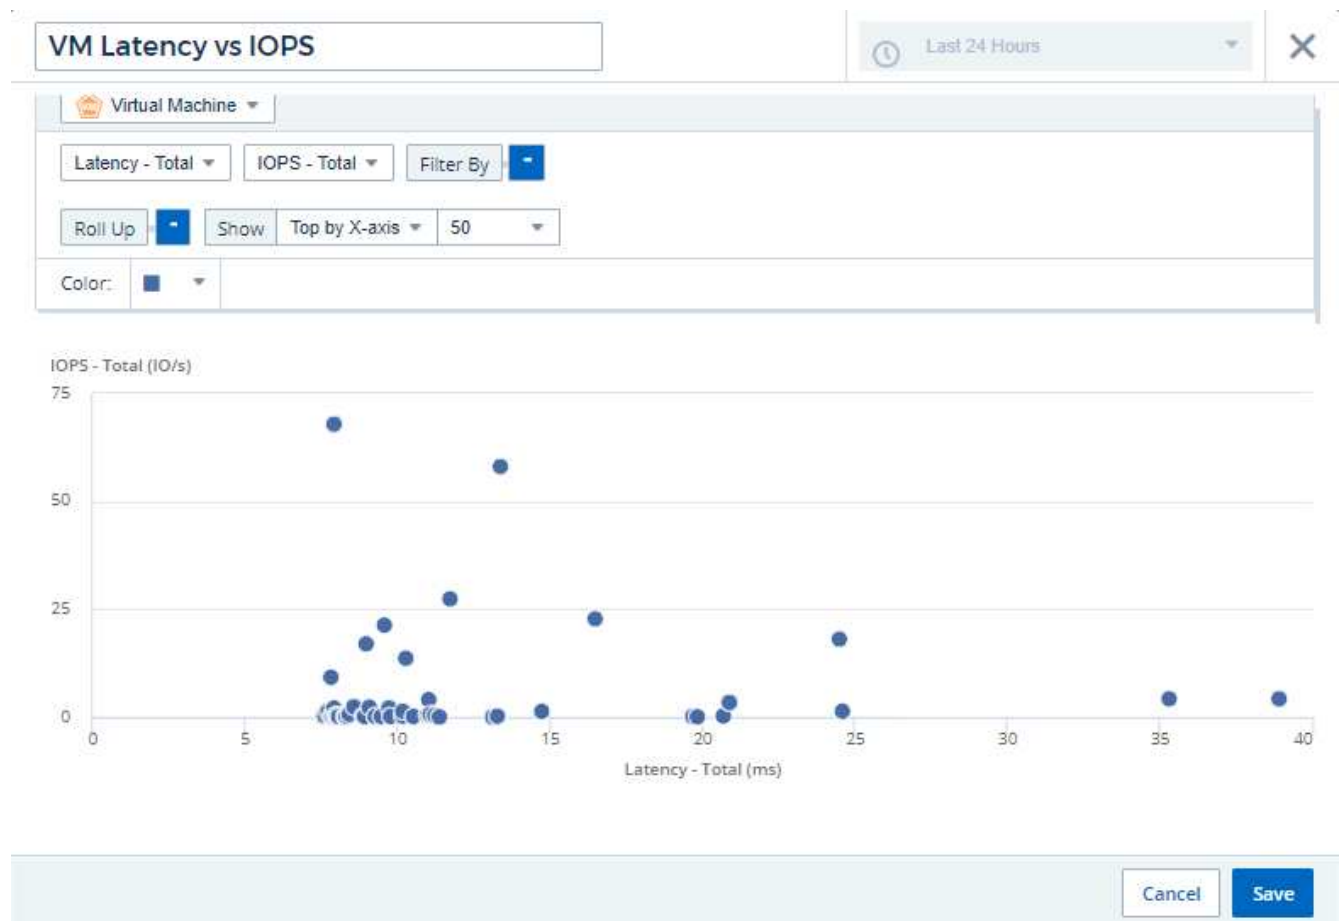 VM Latency vs IOPS
Last 24 Hours
Virtual Machine
Latency - Total IOPS - Total Filter By -
Roll Up - Show Top by X-axis 50
Color:
IOPS - Total (IO/s)
75
50
25
0
0 5 10 15 20 25 30 35 40
Latency - Total (ms)
Cancel Save